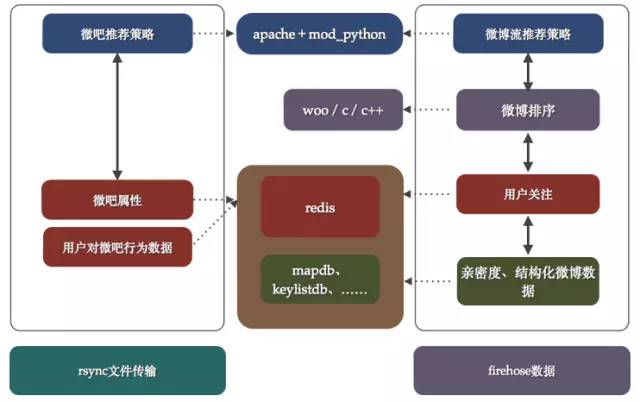 微吧推荐策略
apache＋mod_python
微博流推荐策略
woo / c / c++
微博排序
微吧属性
用户对微吧行为数据
redis
mapdb、
keylistdb、……
用户关注
亲密度、结构化微博数
据
rsync文件传输
firehose数据